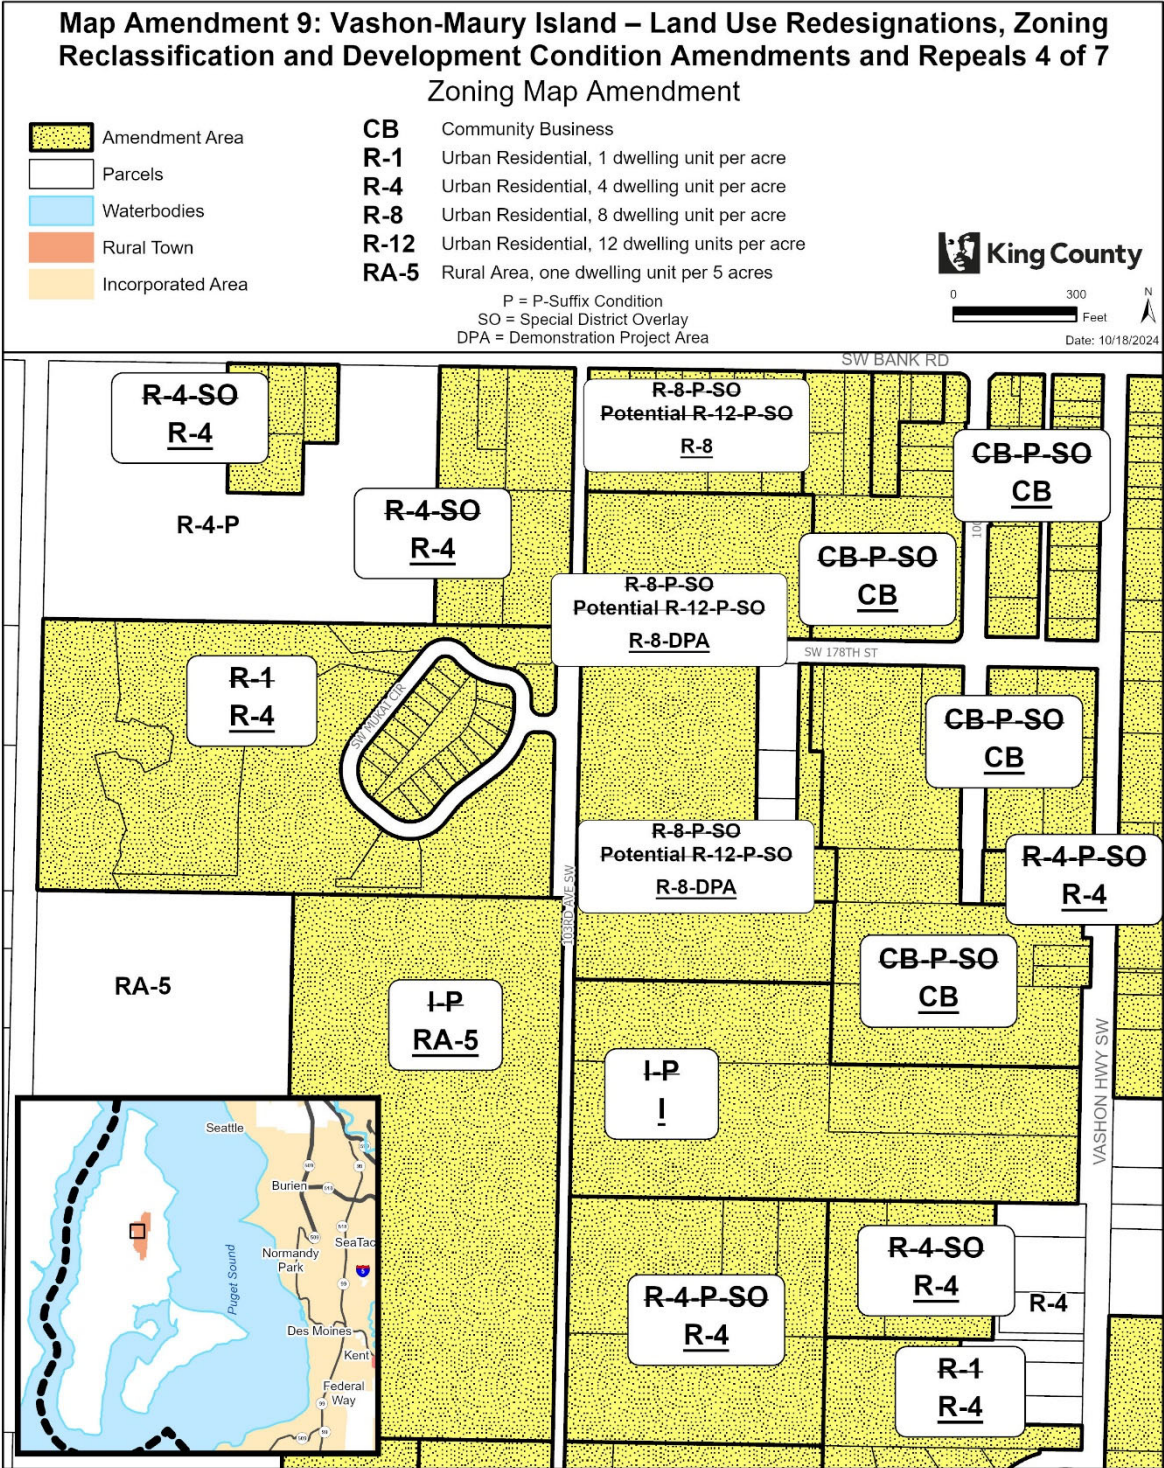 Map Amendment 9: Vashon-Maury Island – Land Use Redesignations, Zoning
Reclassification and Development Condition Amendments and Repeals 4 of 7
Zoning Map Amendment
Amendment Area
Parcels
Waterbodies
Rural Town
Incorporated Area
CB Community Business
R-1 Urban Residential, 1 dwelling unit per acre
R-4 Urban Residential, 4 dwelling unit per acre
R-8 Urban Residential, 8 dwelling unit per acre
R-12 Urban Residential, 12 dwelling units per acre
RA-5 Rural Area, one dwelling unit per 5 acres
P = P-Suffix Condition
SO = Special District Overlay
DPA = Demonstration Project Area
King County
0 300
Feet
N
Date: 10/18/2024
SW BANK RD
R-4-SO
R-4
R-8-P-SO
Potential R-12-P-SO
R-8
CB-P-SO
CB
R-4-P
R-4-SO
R-4
CB-P-SO
CB
R-8-P-SO
Potential R-12-P-SO
R-8-DPA
SW 178TH ST
R-1
R-4
SW MUKAI CIR
CB-P-SO
CB
R-8-P-SO
Potential R-12-P-SO
R-8-DPA
R-4-P-SO
R-4
103RD AVE SW
CB-P-SO
CB
RA-5
I-P
RA-5
I-P
I
VASHON HWY SW
R-4-SO
R-4
R-4
R-4-P-SO
R-4
R-1
R-4
Seattle
Burien
509
518
Normandy
Park
SeaTac
5
Puget Sound
99
Des Moines
Kent
Federal
Way
99
509